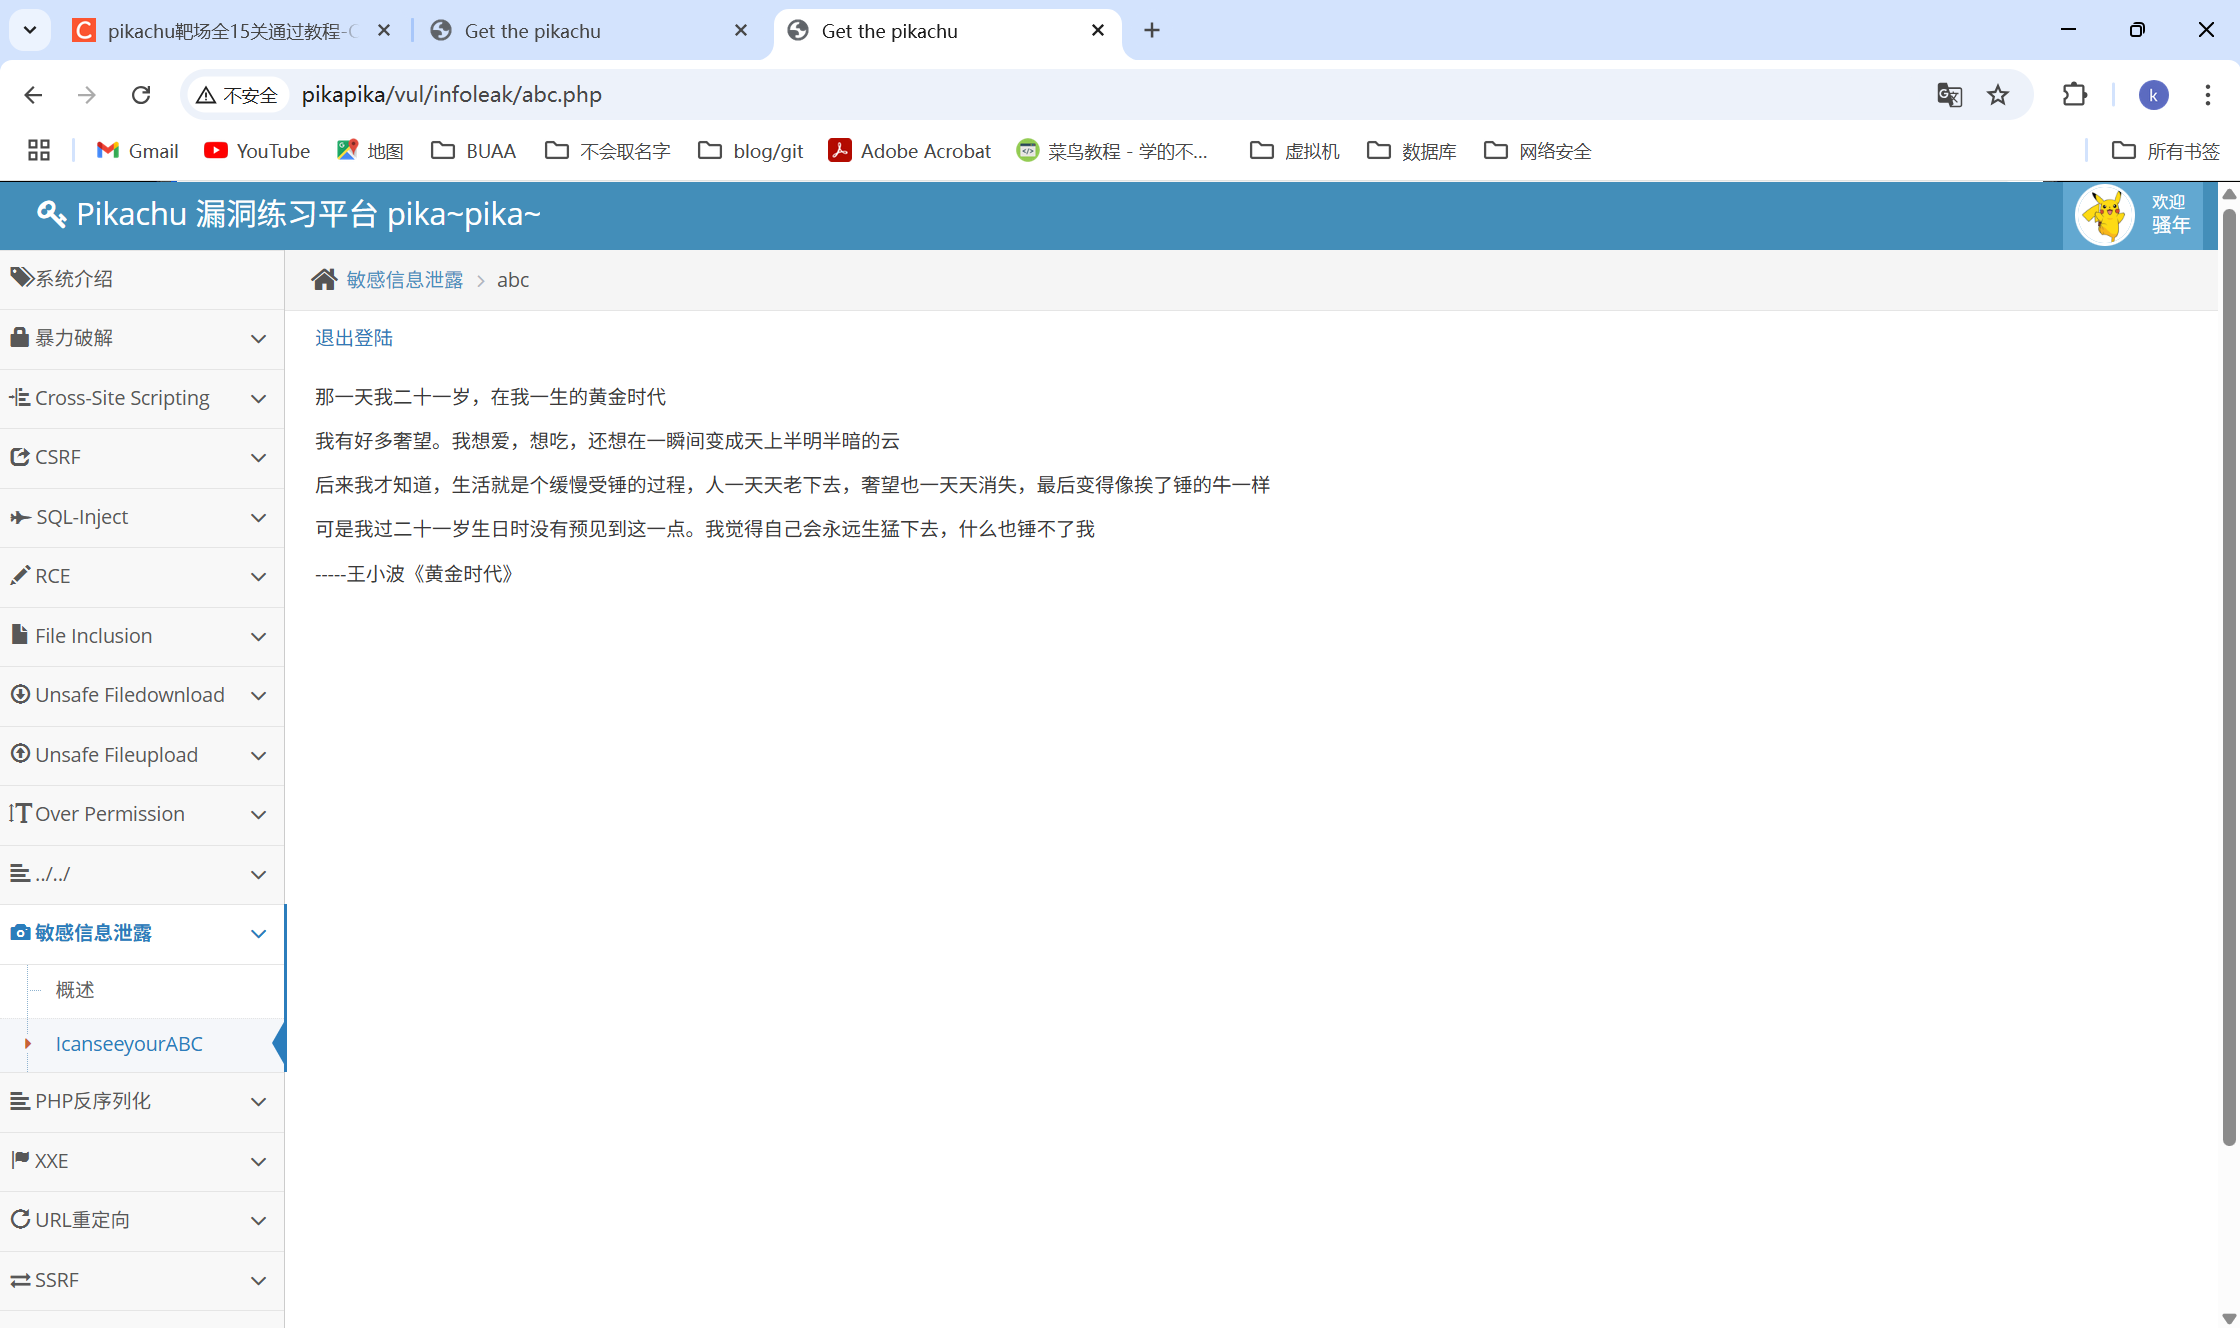 pikachu靶场全15关通过教程-C
Get the pikachu
Get the pikachu
不安全
pikapika/vul/infoleak/abc.php
k
Gmail
YouTube
地图
BUAA
不会取名字
blog/git
Adobe Acrobat
菜鸟教程 - 学的不...
虚拟机
数据库
网络安全
所有书签
Pikachu 漏洞练习平台 pika~pika~
欢迎
骚年
系统介绍
暴力破解
Cross-Site Scripting
CSRF
SQL-Inject
RCE
File Inclusion
Unsafe Filedownload
Unsafe Fileupload
Over Permission
../../
敏感信息泄露
概述
IcanseeyourABC
PHP反序列化
XXE
URL重定向
SSRF
敏感信息泄露 > abc
退出登陆
那一天我二十一岁，在我一生的黄金时代
我有好多奢望。我想爱，想吃，还想在一瞬间变成天上半明半暗的云
后来我才知道，生活就是个缓慢受锤的过程，人一天天老下去，奢望也一天天消失，最后变得像挨了锤的牛一样
可是我过二十一岁生日时没有预见到这一点。我觉得自己会永远生猛下去，什么也锤不了我
-----王小波《黄金时代》